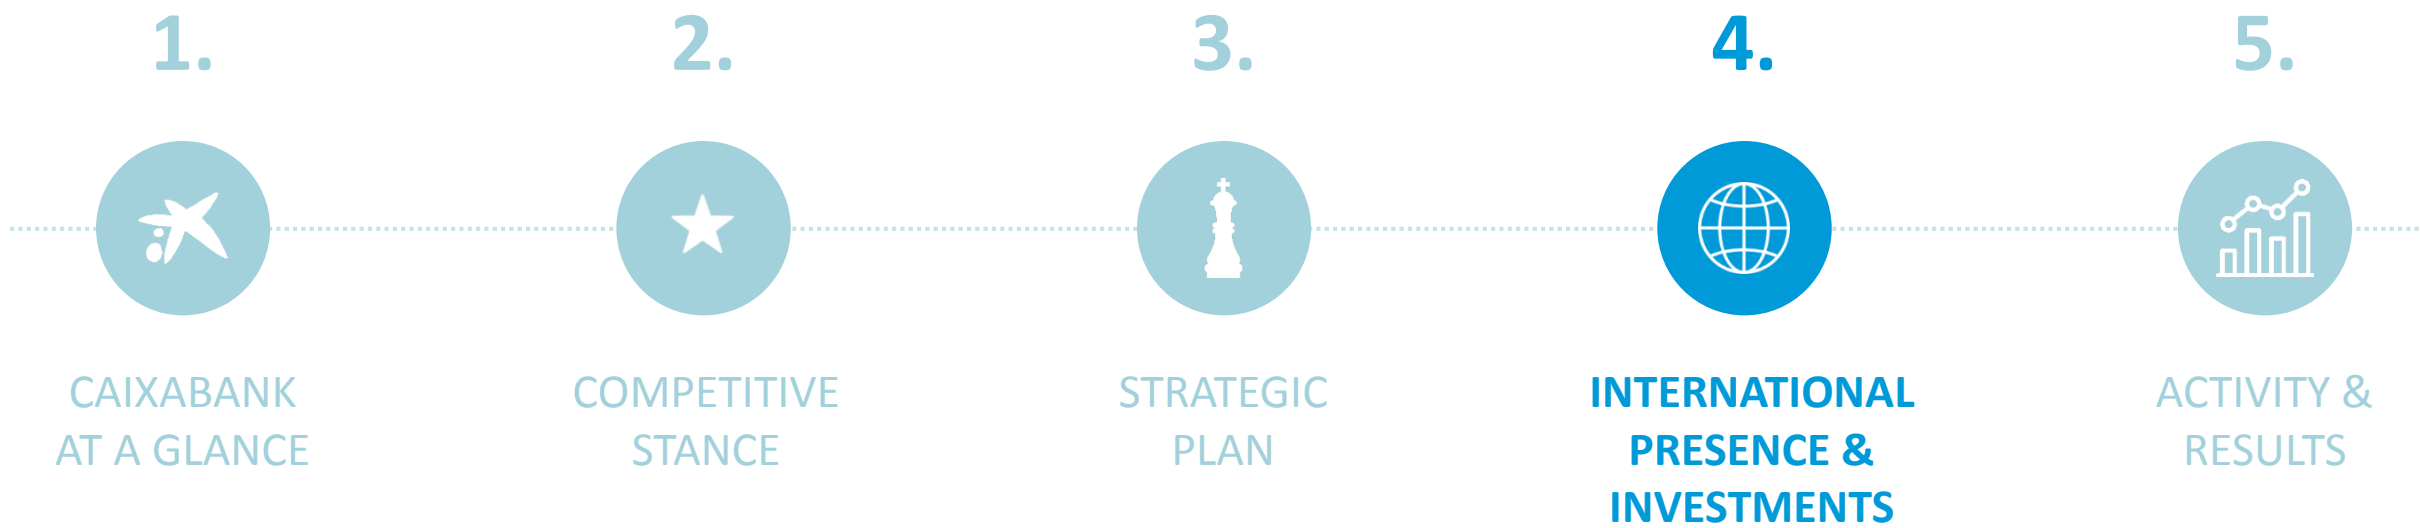 1.
CAIXABANK
AT A GLANCE
2.
COMPETITIVE
STANCE
3.
STRATEGIC
PLAN
4.
INTERNATIONAL
PRESENCE &
INVESTMENTS
5.
ACTIVITY &
RESULTS